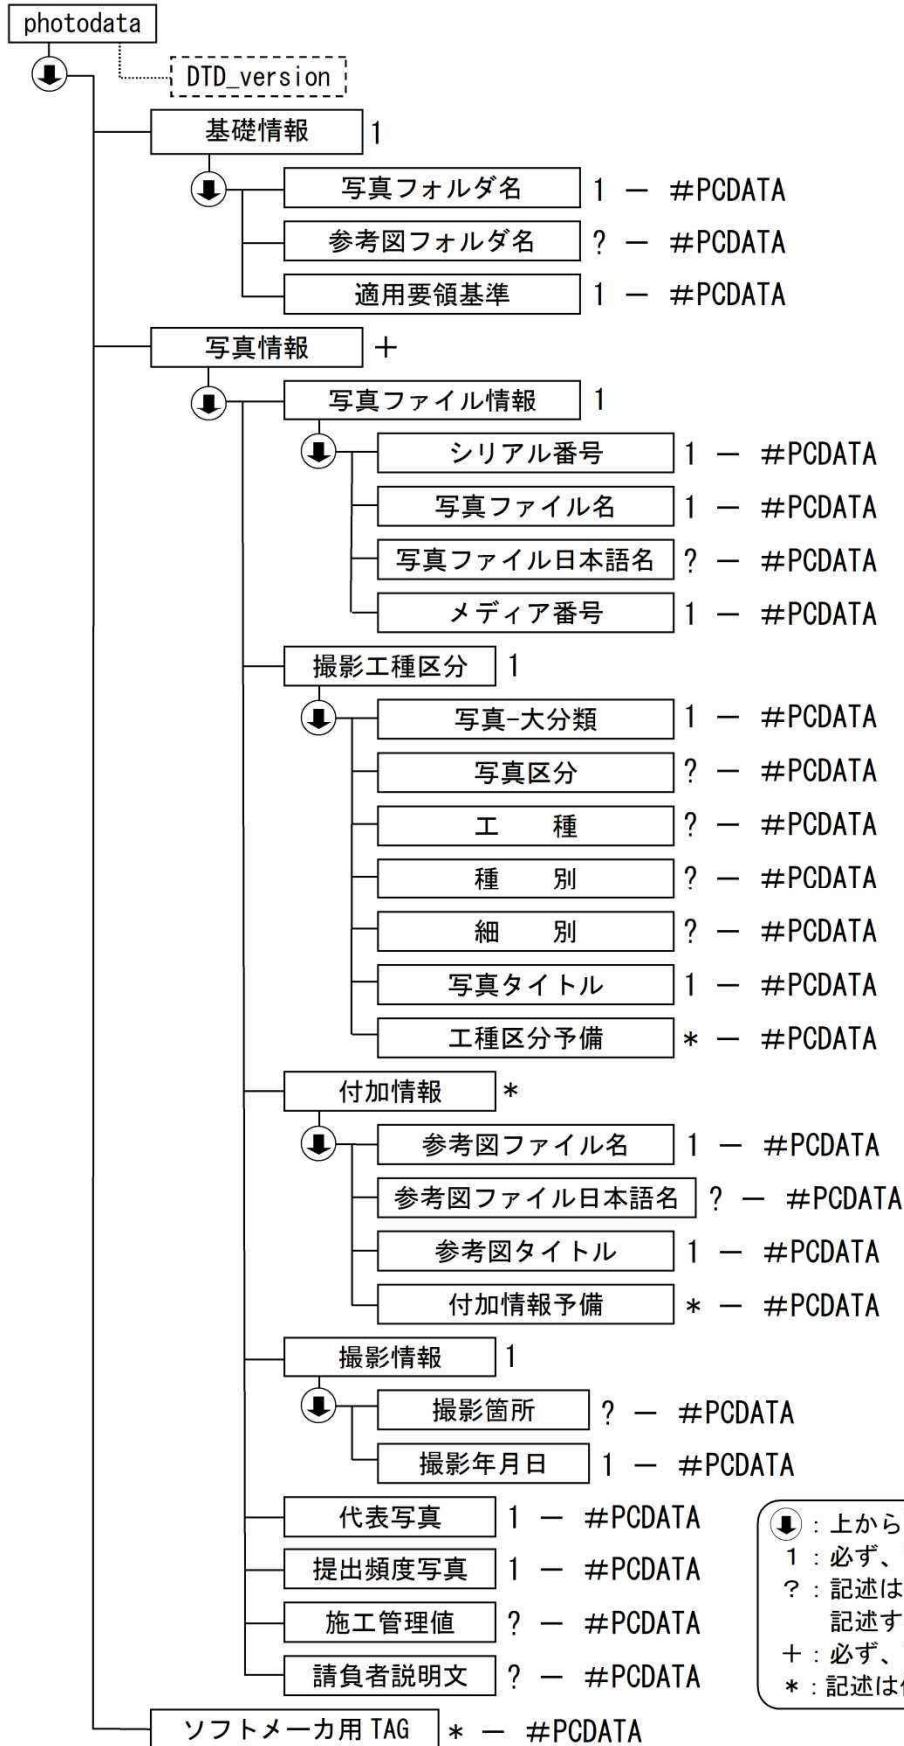 photodata
DTD_version
基礎情報 1
写真フォルダ名 1 － #PCDATA
参考図フォルダ名 ? － #PCDATA
適用要領基準 1 － #PCDATA
写真情報 ＋
写真ファイル情報 1
シリアル番号 1 － #PCDATA
写真ファイル名 1 － #PCDATA
写真ファイル日本語名 ? － #PCDATA
メディア番号 1 － #PCDATA
撮影工種区分 1
写真-大分類 1 － #PCDATA
写真区分 ? － #PCDATA
工　種 ? － #PCDATA
種　別 ? － #PCDATA
細　別 ? － #PCDATA
写真タイトル 1 － #PCDATA
工種区分予備 * － #PCDATA
付加情報 *
参考図ファイル名 1 － #PCDATA
参考図ファイル日本語名 ? － #PCDATA
参考図タイトル 1 － #PCDATA
付加情報予備 * － #PCDATA
撮影情報 1
撮影箇所 ? － #PCDATA
撮影年月日 1 － #PCDATA
代表写真 1 － #PCDATA
提出頻度写真 1 － #PCDATA
施工管理値 ? － #PCDATA
請負者説明文 ? － #PCDATA
ソフトメーカ用 TAG * － #PCDATA
：上から
1：必ず、
？：記述は
記述す
＋：必ず、
*：記述は